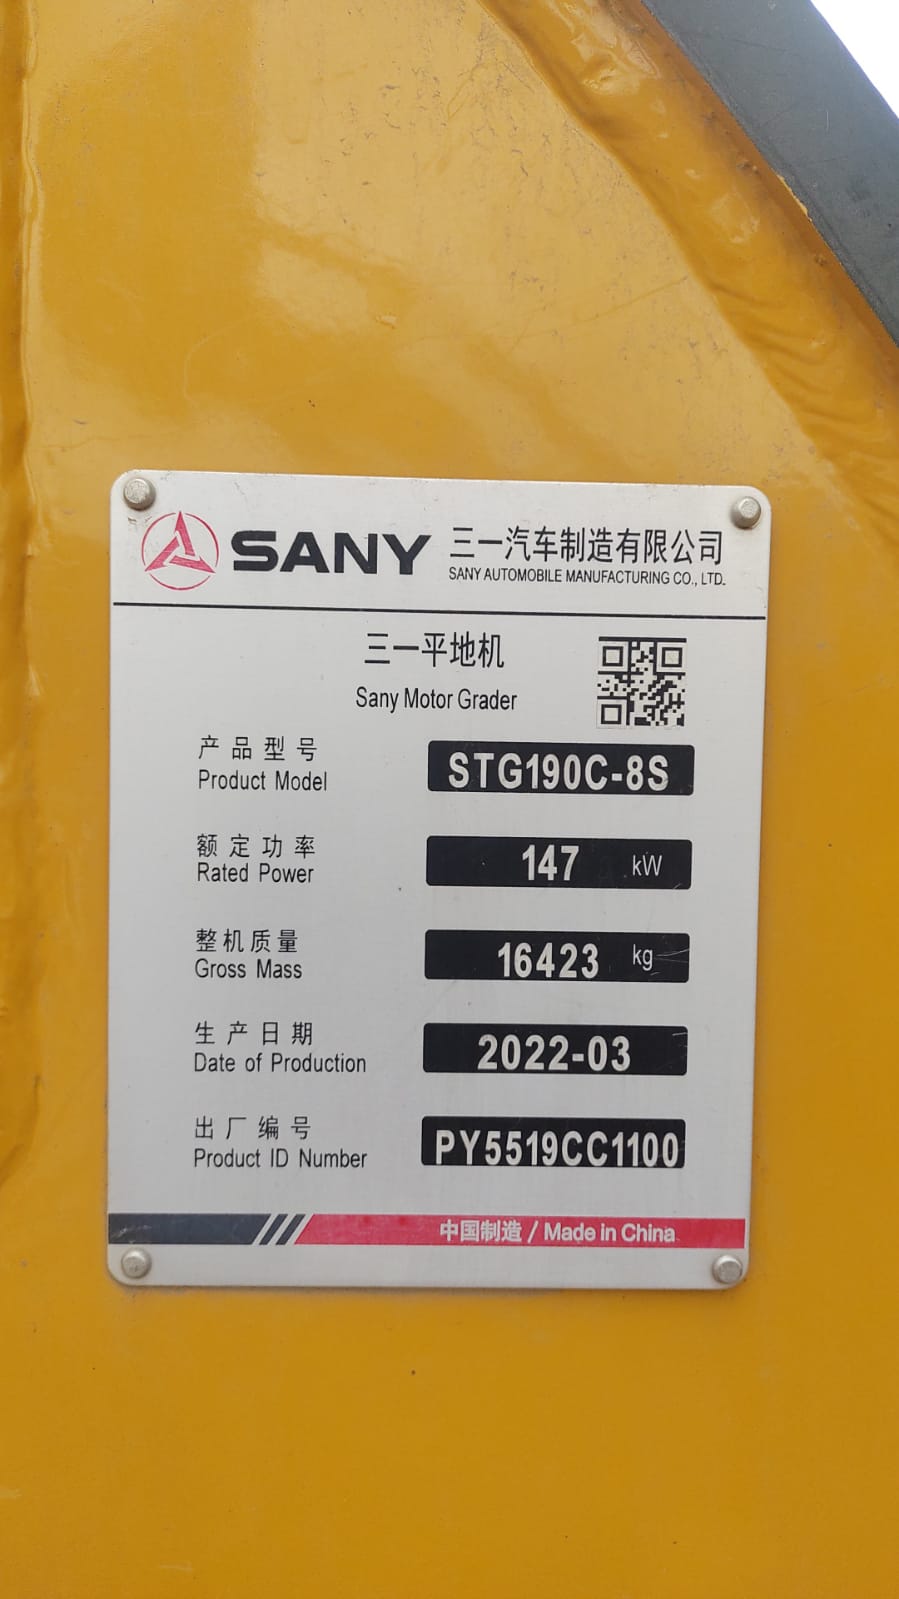 SANY 三一汽车制造有限公司
SANY AUTOMOBILE MANUFACTURING CO., LTD.
三一平地机
Sany Motor Grader
产品型号
Product Model STG190C-8S
额定功率
Rated Power 147 kW
整机质量
Gross Mass 16423 kg
生产日期
Date of Production 2022-03
出厂编号
Product ID Number PY5519CC1100
中国制造 / Made in China